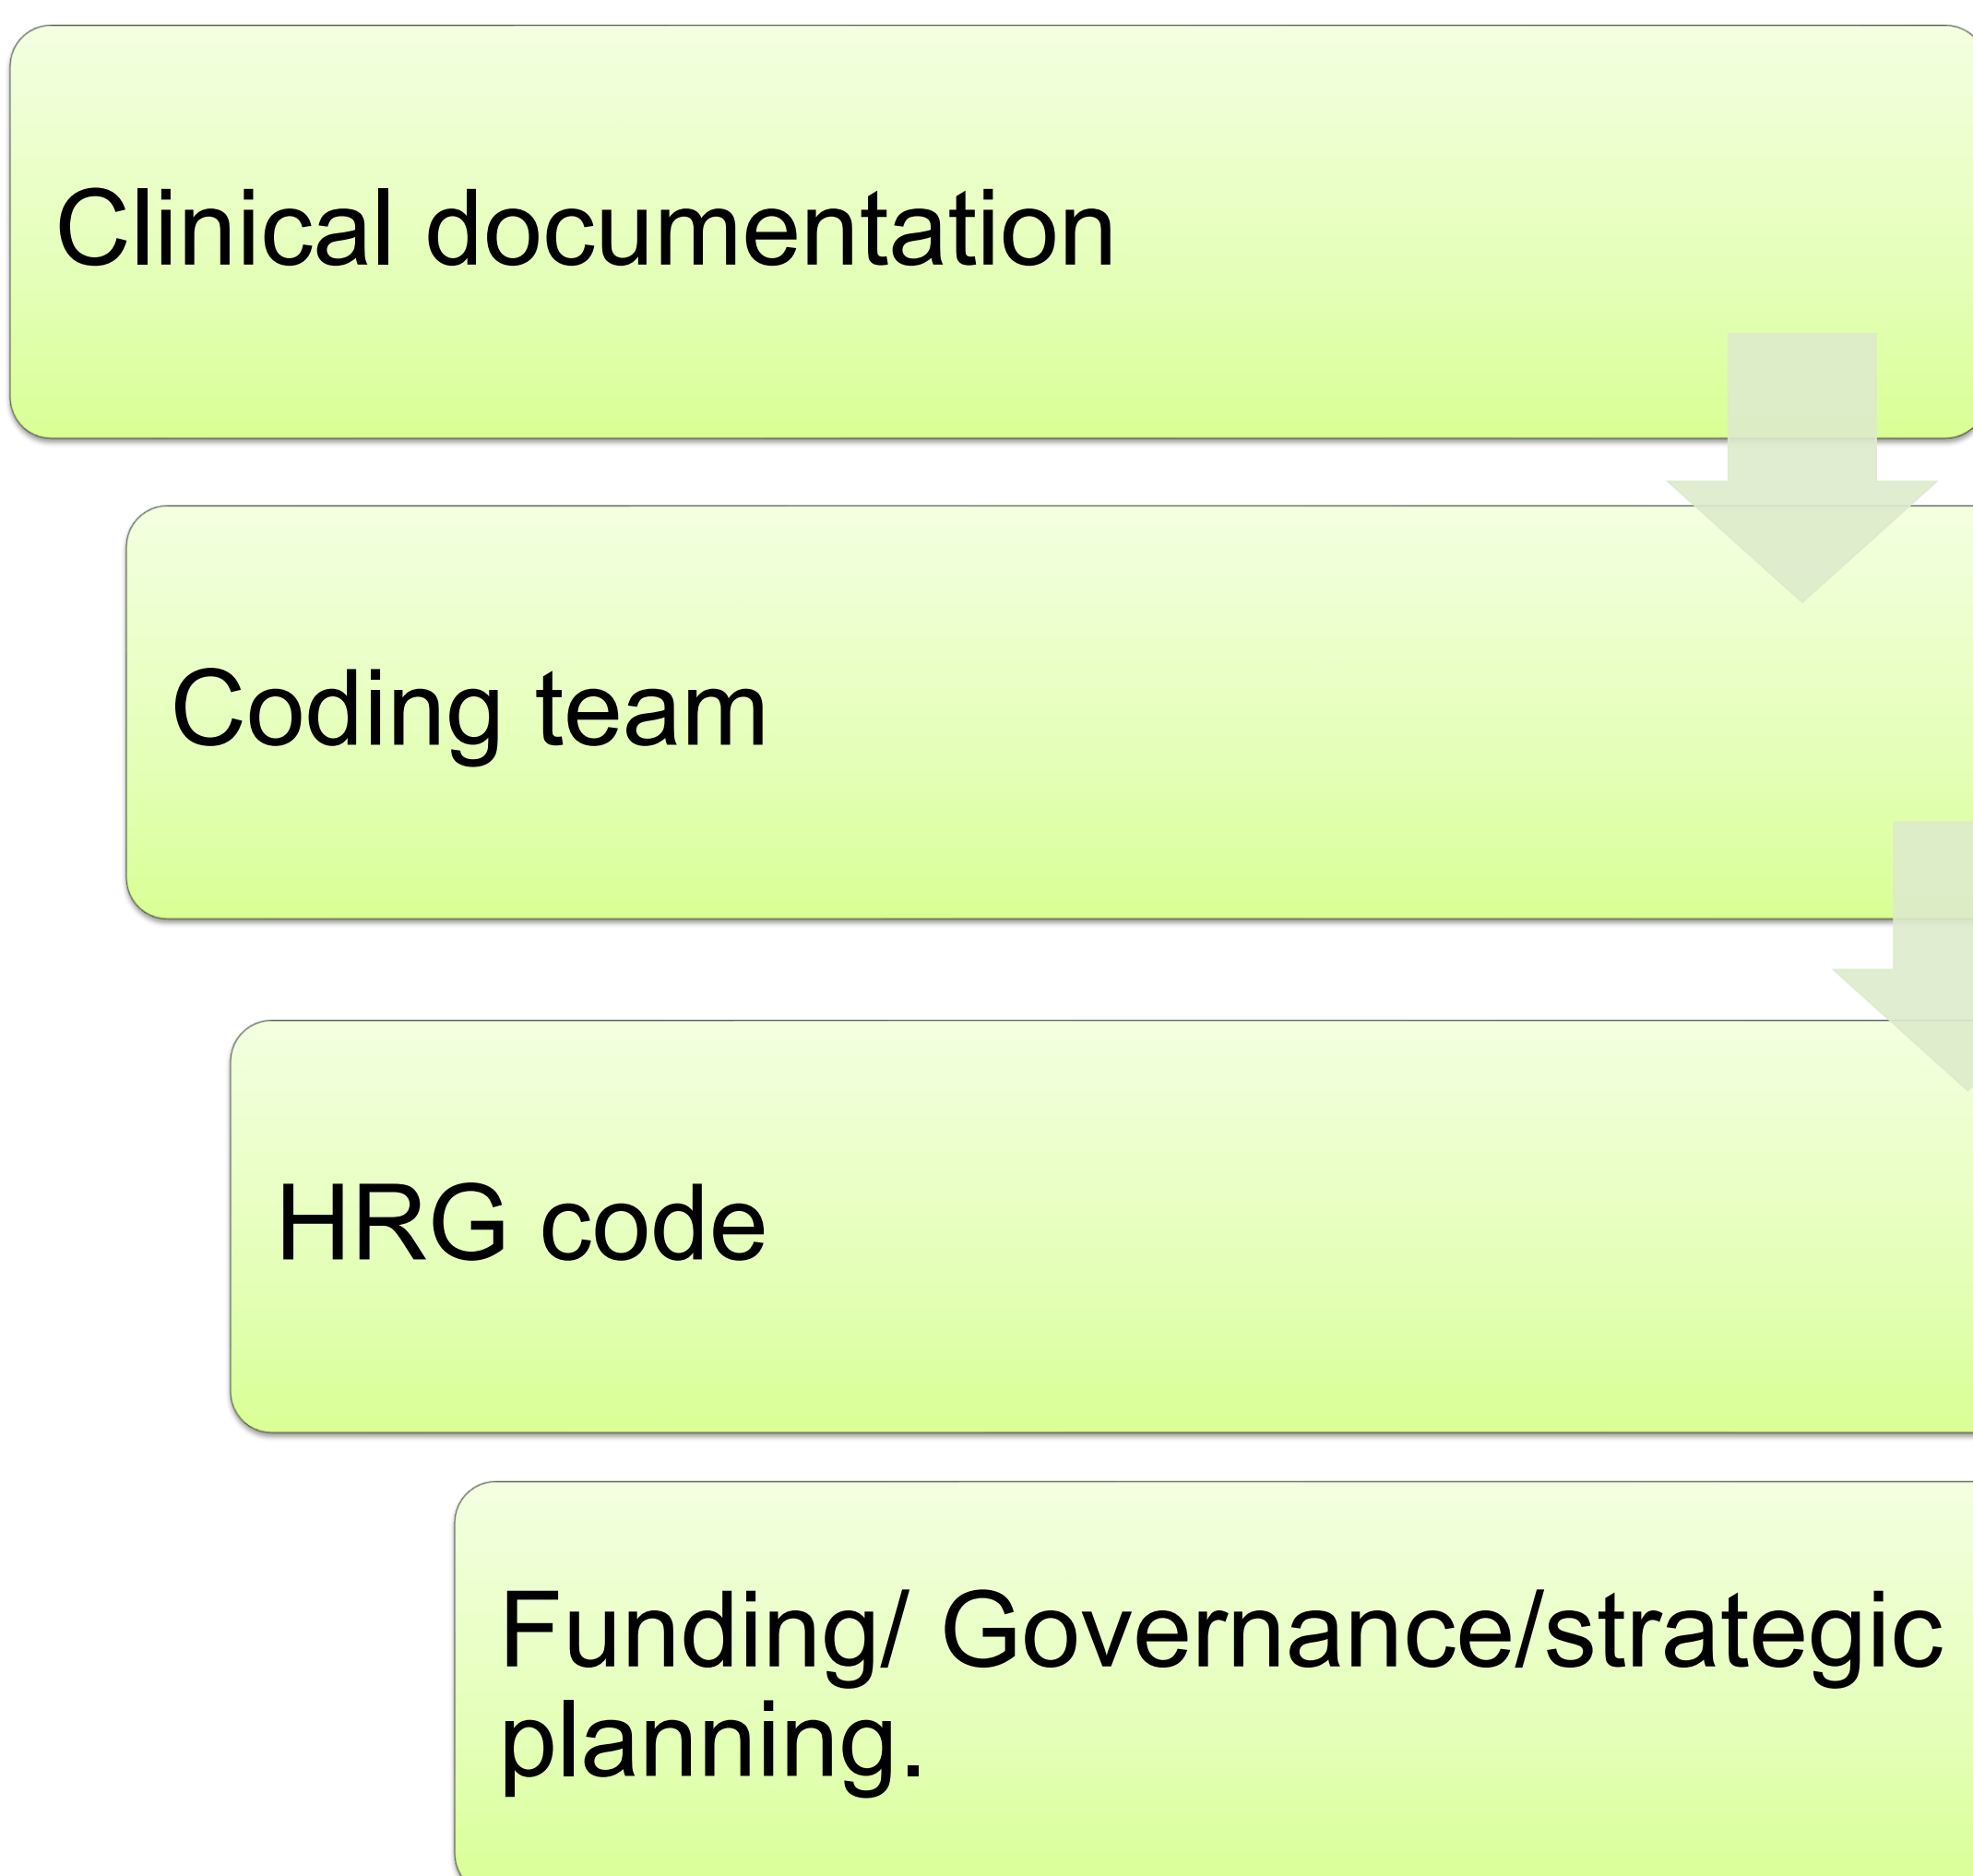 Clinical documentation
Coding team
HRG code
Funding/ Governance/strategic
planning.